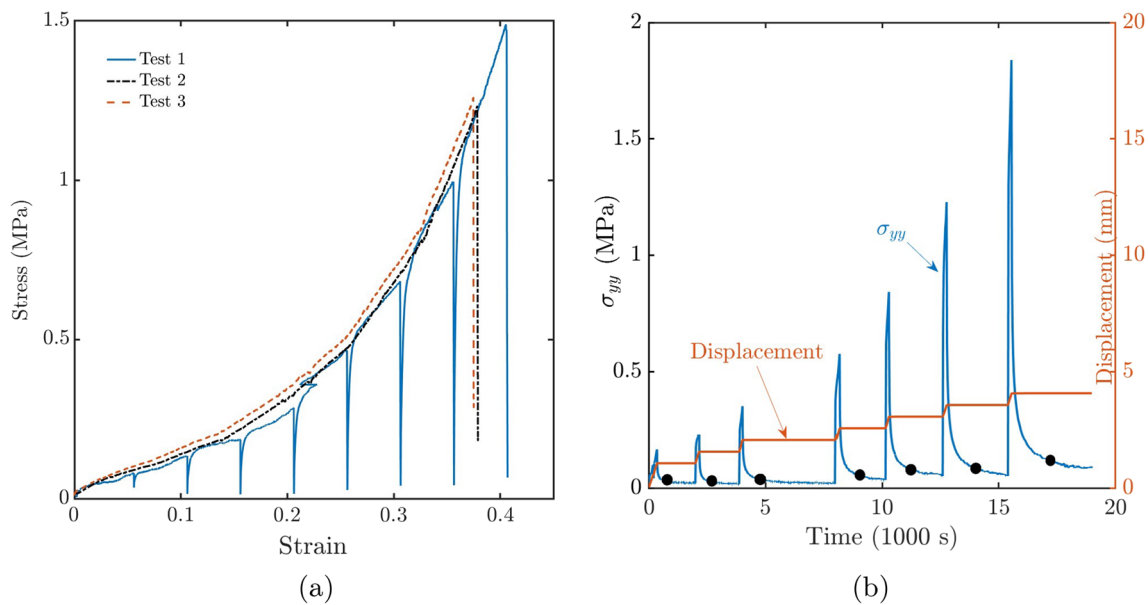 1.5
1
0.5
0
Stress (MPa)
Test 1
Test 2
Test 3
0 0.1 0.2 0.3 0.4
Strain
(a)
2
1.5
1
0.5
0
σyy (MPa)
σyy
Displacement
20
15
10
5
0
Displacement (mm)
0 5 10 15 20
Time (1000 s)
(b)